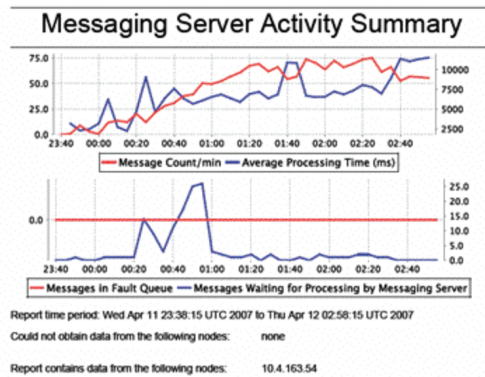 Messaging Server Activity Summary
75.0
50.0
25.0
0.0
10000
7500
5000
2500
23:40 00:00 00:20 00:40 01:00 01:20 01:40 02:00 02:20 02:40
Message Count/min Average Processing Time (ms)
0.0
25.0
20.0
15.0
10.0
5.0
0.0
23:40 00:00 00:20 00:40 01:00 01:20 01:40 02:00 02:20 02:40
Messages in Fault Queue Messages Waiting for Processing by Messaging Server
Report time period: Wed Apr 11 23:38:15 UTC 2007 to Thu Apr 12 02:58:15 UTC 2007
Could not obtain data from the following nodes: none
Report contains data from the following nodes: 10.4.163.54